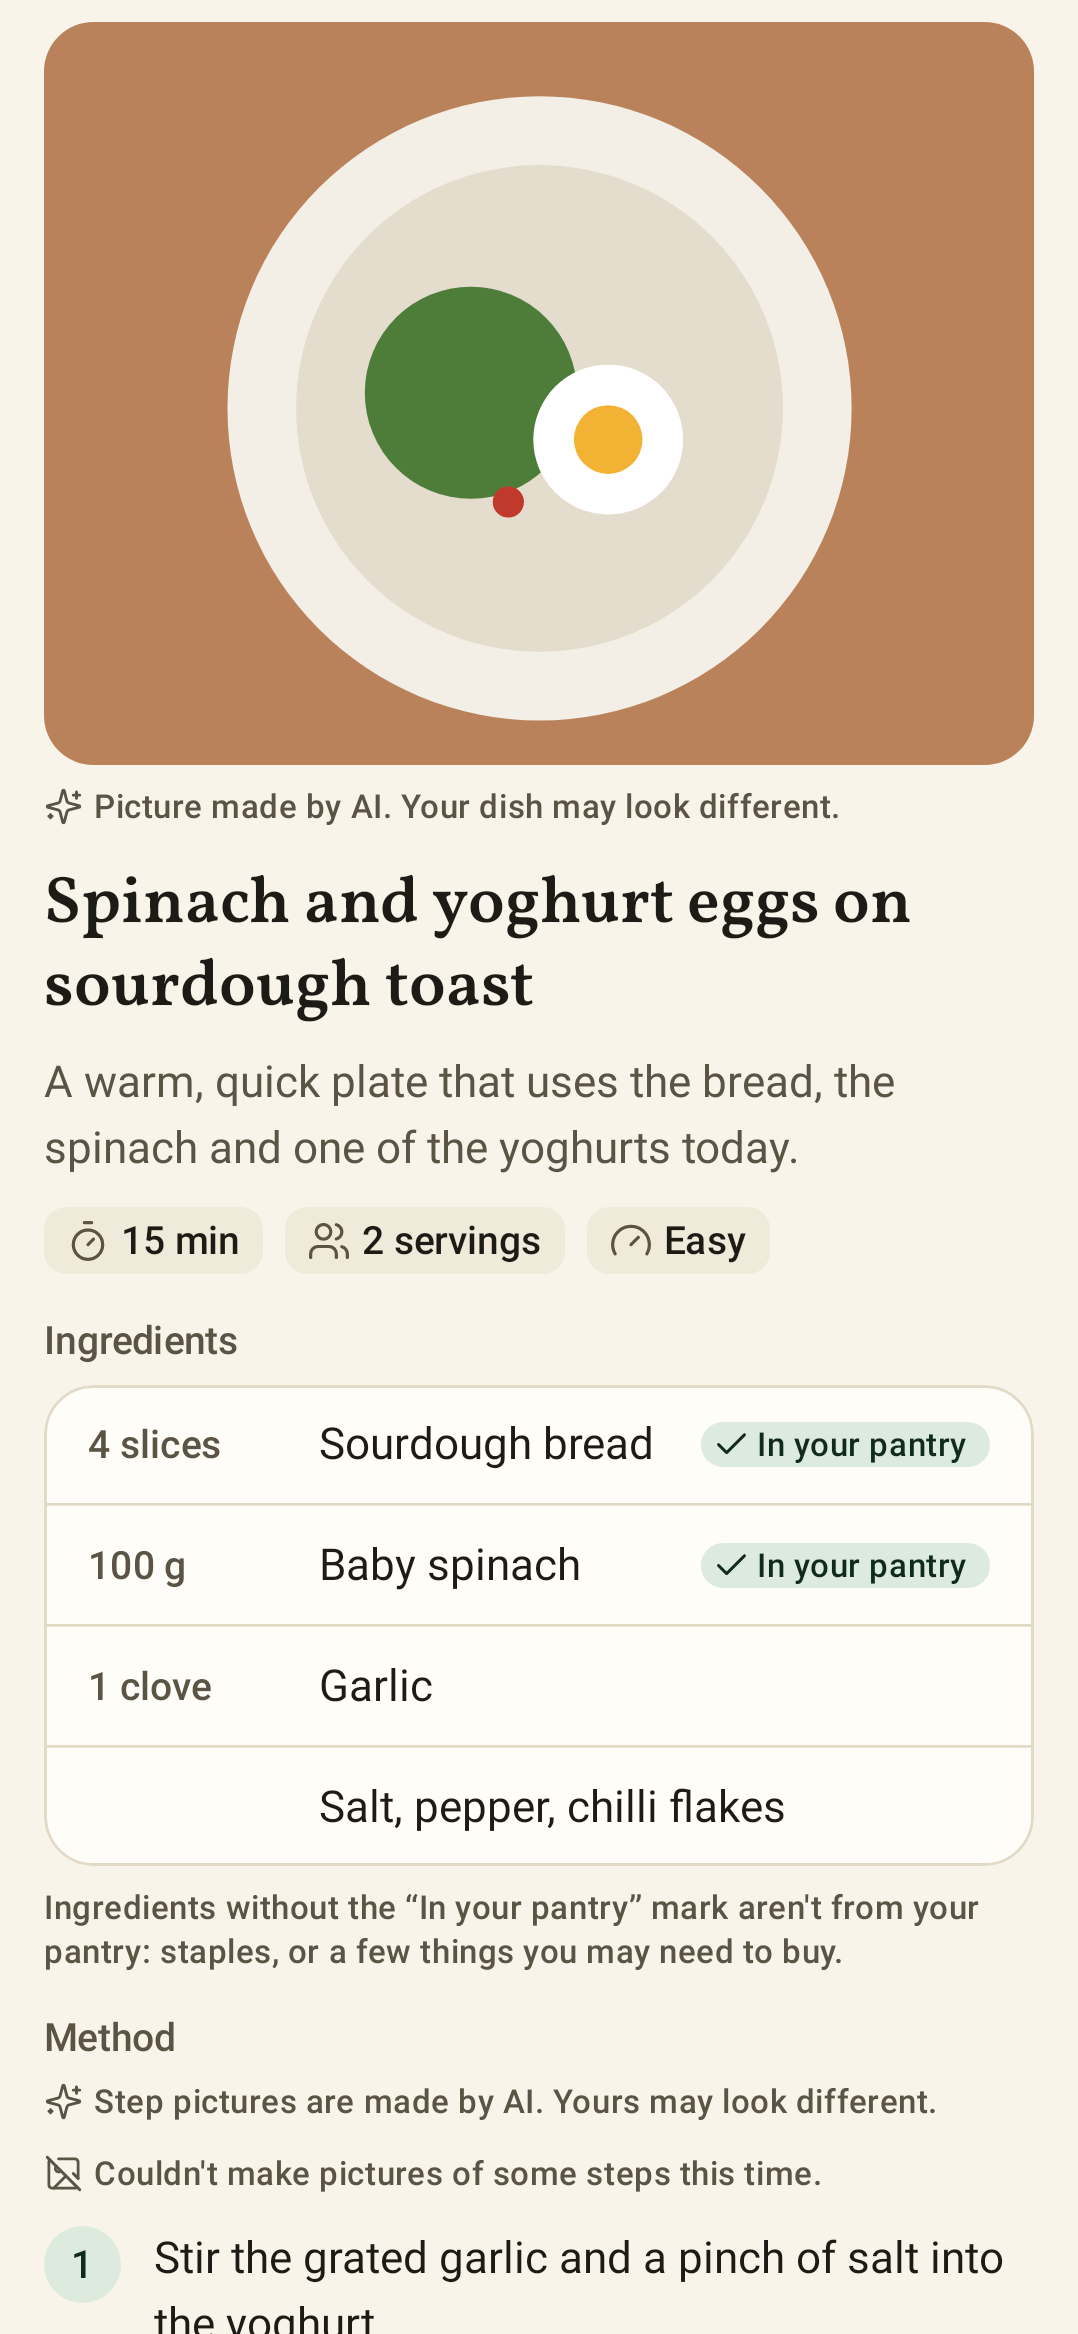 Picture made by AI. Your dish may look different.
Spinach and yoghurt eggs on
sourdough toast
A warm, quick plate that uses the bread, the
spinach and one of the yoghurts today.
15 min 2 servings Easy
Ingredients
4 slices Sourdough bread In your pantry
100 g Baby spinach In your pantry
1 clove Garlic
Salt, pepper, chilli flakes
Ingredients without the “In your pantry” mark aren't from your
pantry: staples, or a few things you may need to buy.
Method
Step pictures are made by AI. Yours may look different.
Couldn't make pictures of some steps this time.
1 Stir the grated garlic and a pinch of salt into
the yoghurt